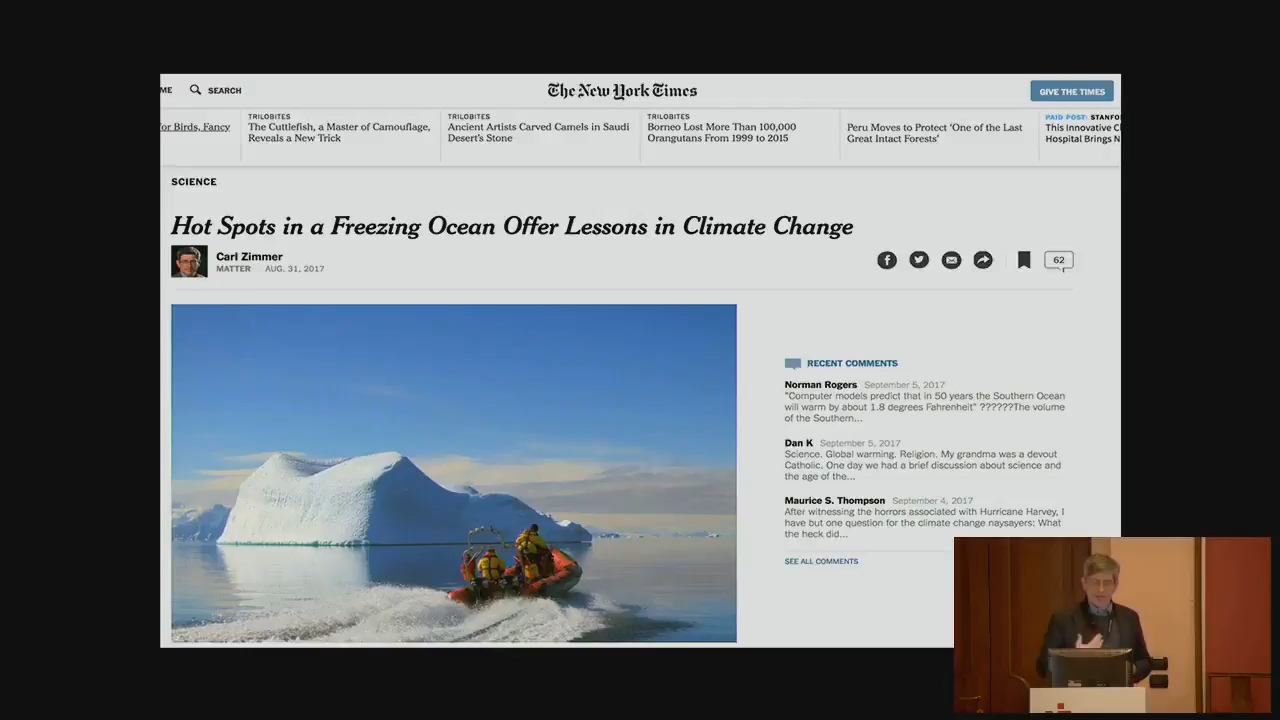 ME
SEARCH
The New York Times
GIVE THE TIMES
or Birds, Fancy
TRILOBITES
The Cuttlefish, a Master of Camouflage,
Reveals a New Trick
TRILOBITES
Ancient Artists Carved Camels in Saudi
Desert's Stone
TRILOBITES
Borneo Lost More Than 100,000
Orangutans From 1999 to 2015
Peru Moves to Protect 'One of the Last
Great Intact Forests'
PAID POST: STANFO
This Innovative C
Hospital Brings N
SCIENCE
Hot Spots in a Freezing Ocean Offer Lessons in Climate Change
Carl Zimmer
MATTER AUG. 31, 2017
62
RECENT COMMENTS
Norman Rogers September 5, 2017
"Computer models predict that in 50 years the Southern Ocean
will warm by about 1.8 degrees Fahrenheit" ??????The volume
of the Southern...
Dan K September 5, 2017
Science. Global warming. Religion. My grandma was a devout
Catholic. One day we had a brief discussion about science and
the age of the...
Maurice S. Thompson September 4, 2017
After witnessing the horrors associated with Hurricane Harvey, I
have but one question for the climate change naysayers: What
the heck did...
SEE ALL COMMENTS